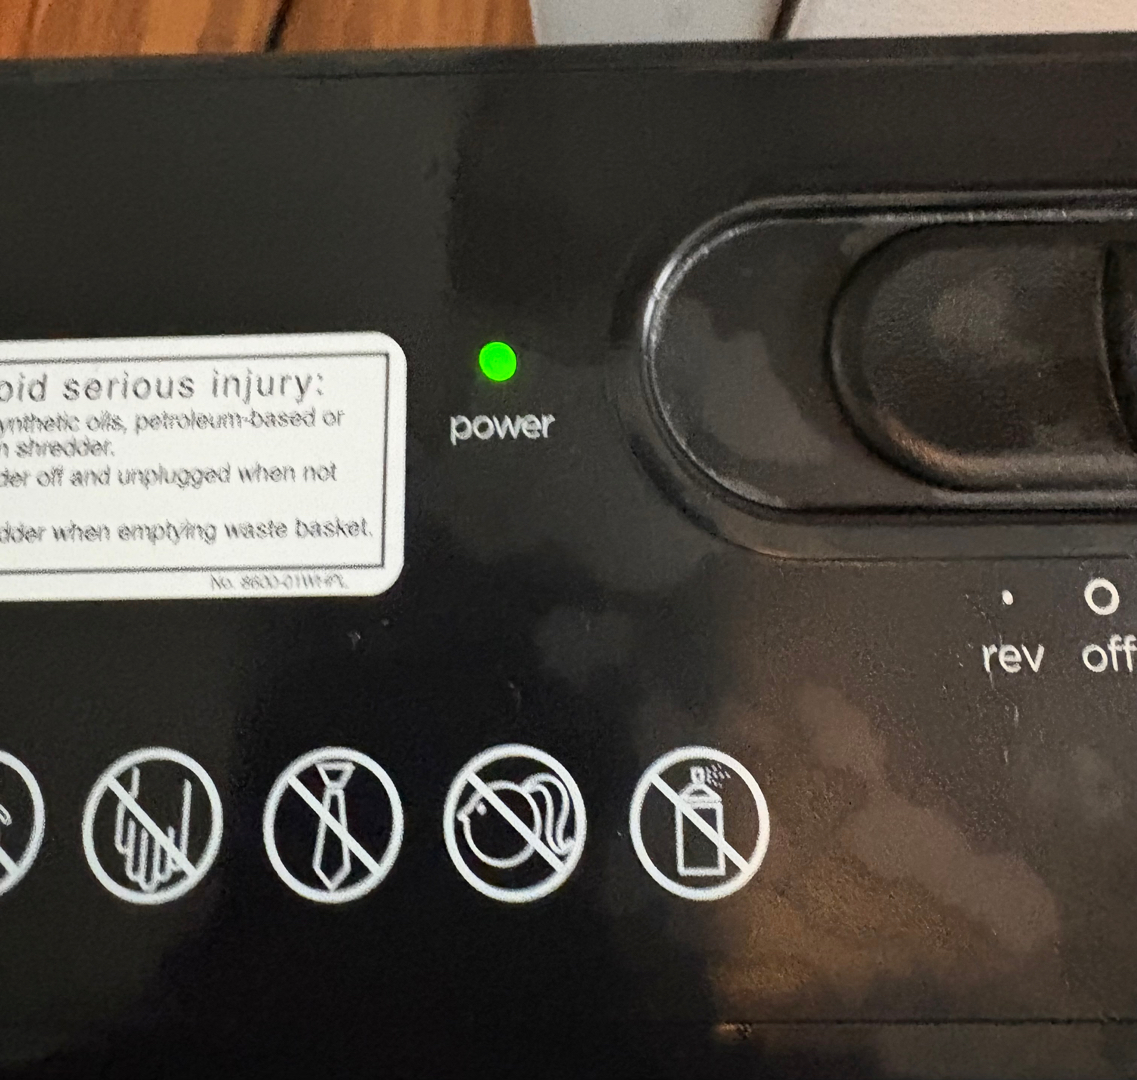 oid serious injury:
ynthetic oils, petroleum-based or
n shredder.
der off and unplugged when not
dder when emptying waste basket.
No. 8600-01WHPL
power
rev off